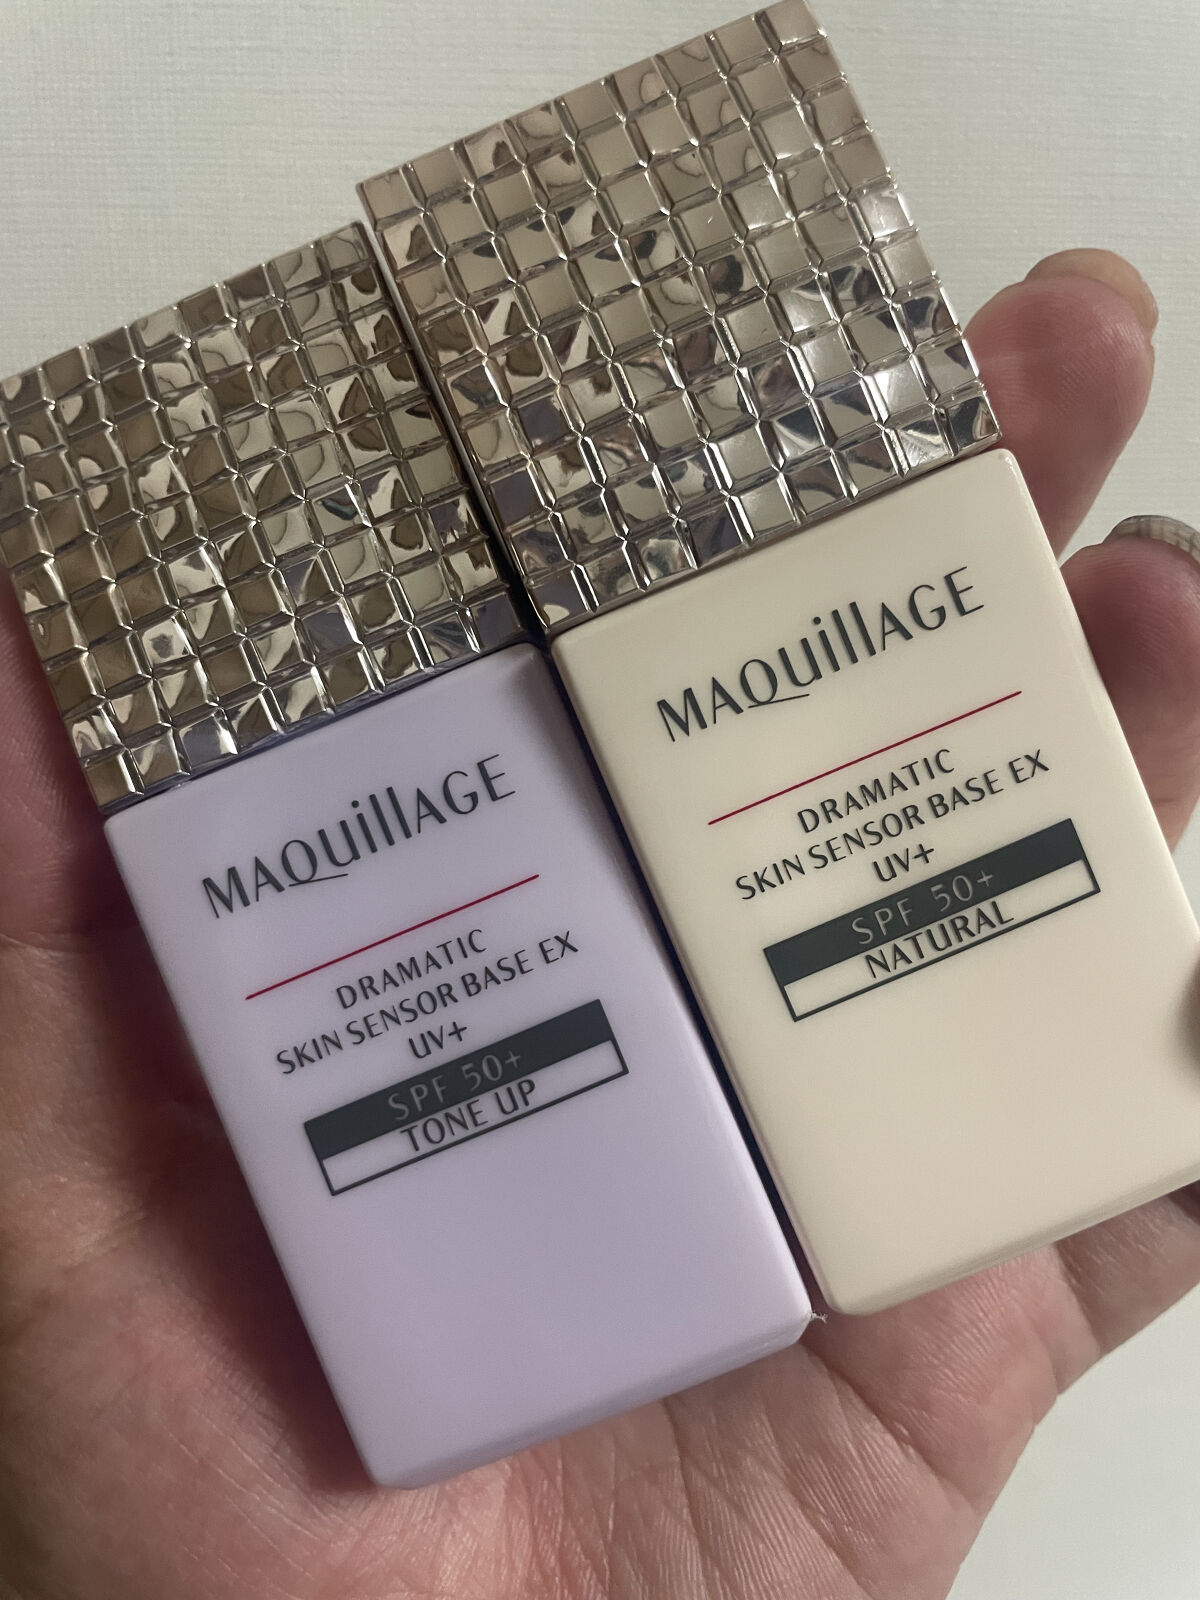 MAQuillAGE
DRAMATIC
SKIN SENSOR BASE EX
UV+
SPF 50+
TONE UP
MAQuillAGE
DRAMATIC
SKIN SENSOR BASE EX
UV+
SPF 50+
NATURAL